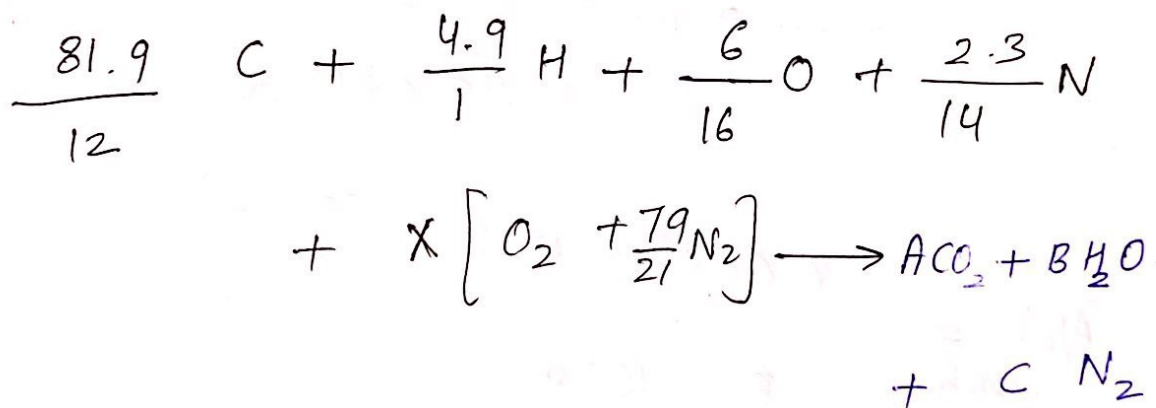 81.9/12 C + 4.9/1 H + 6/16 O + 2.3/14 N
+ X [ O₂ + 79/21 N₂ ] → ACO₂ + BH₂O
+ C N₂